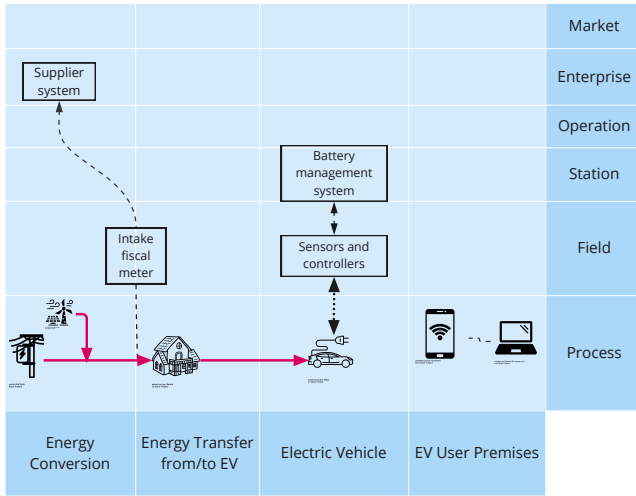 Market
Supplier
system
Enterprise
Operation
Battery
management
system
Station
Intake
fiscal
meter
Sensors and
controllers
Field
Process
Energy
Conversion
Energy Transfer
from/to EV
Electric Vehicle
EV User Premises